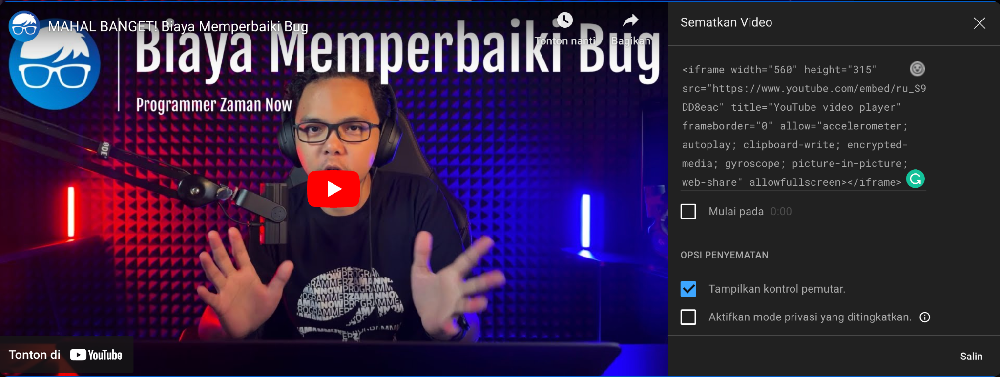 MAHAL BANGET! Biaya Memperbaiki Bug
Tonton nanti
Bagikan
Biaya Memperbaiki Bug
Programmer Zaman Now
RØDE
Tonton di YouTube
Sematkan Video
<iframe width="560" height="315"
src="https://www.youtube.com/embed/ru_S9
DD8eac" title="YouTube video player"
frameborder="0" allow="accelerometer;
autoplay; clipboard-write; encrypted-
media; gyroscope; picture-in-picture;
web-share" allowfullscreen></iframe>
Mulai pada 0:00
OPSI PENYEMATAN
Tampilkan kontrol pemutar.
Aktifkan mode privasi yang ditingkatkan.
Salin